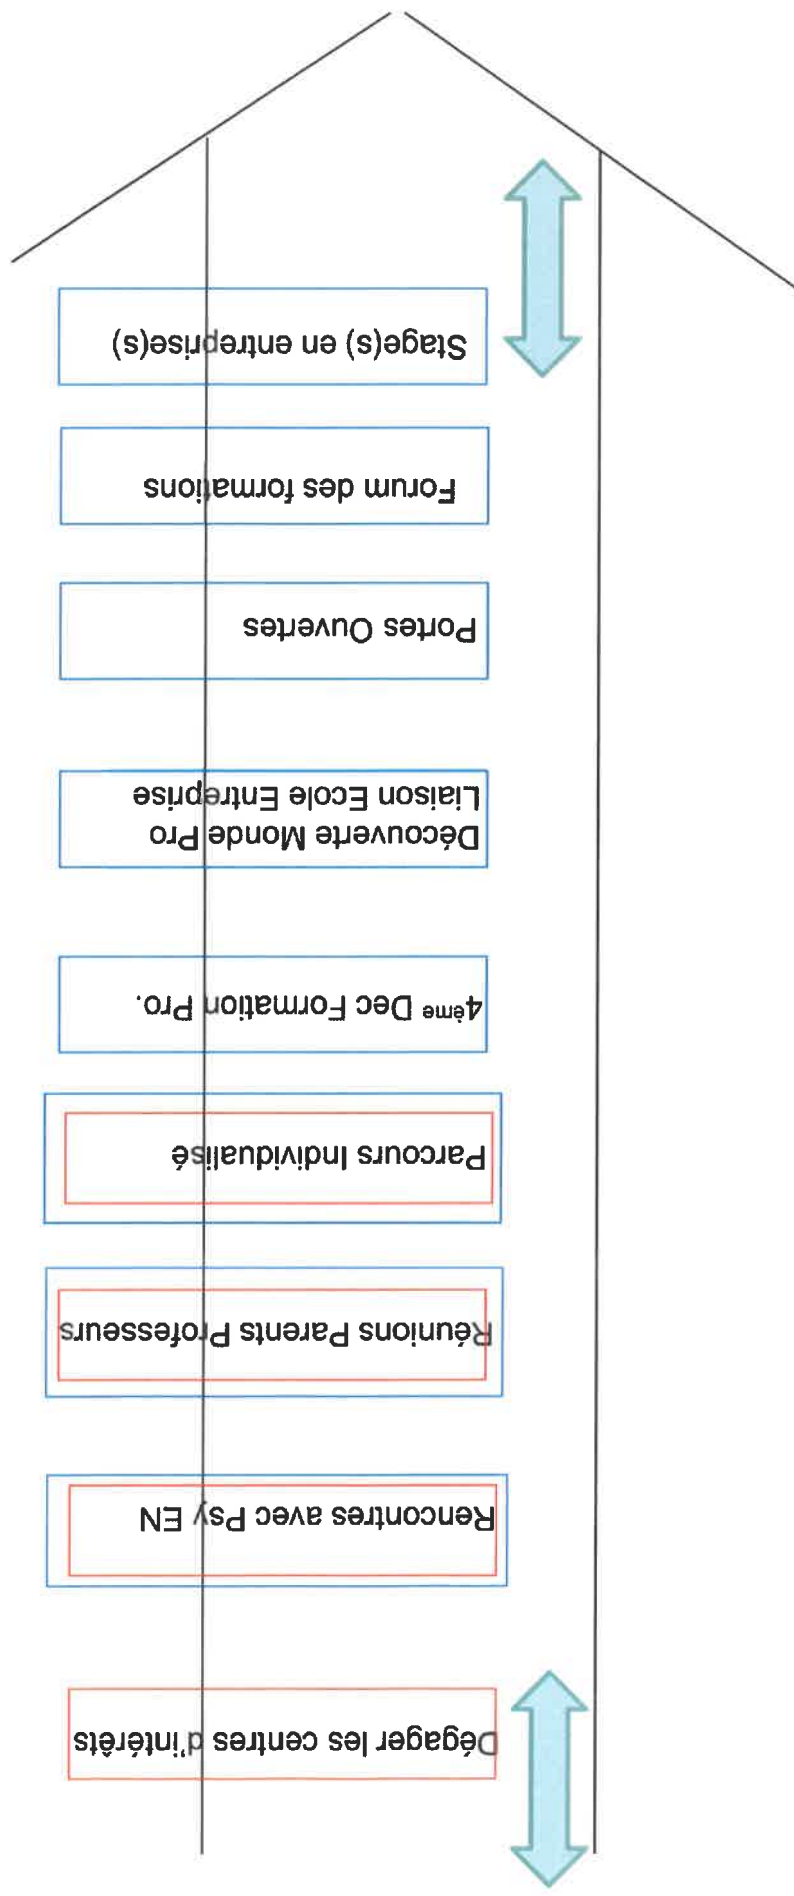 Dégager les centres d'intérêts
Rencontres avec Psy EN
Réunions Parents Professeurs
Parcours Individualisé
4ème Dec Formation Pro.
Découverte Monde Pro
Liaison Ecole Entreprise
Portes Ouvertes
Forum des formations
Stage(s) en entreprise(s)